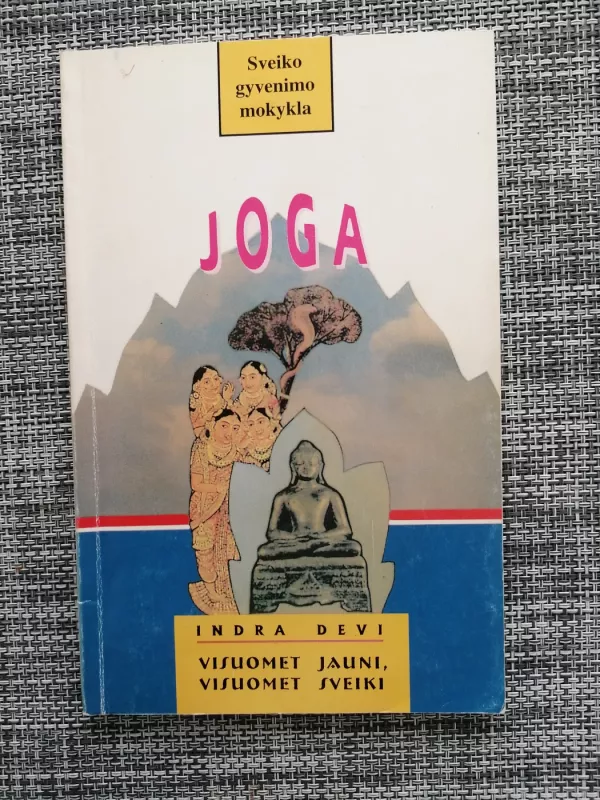 Sveiko
gyvenimo
mokykla
JOGA
INDRA DEVI
VISUOMET JAUNI,
VISUOMET SVEIKI